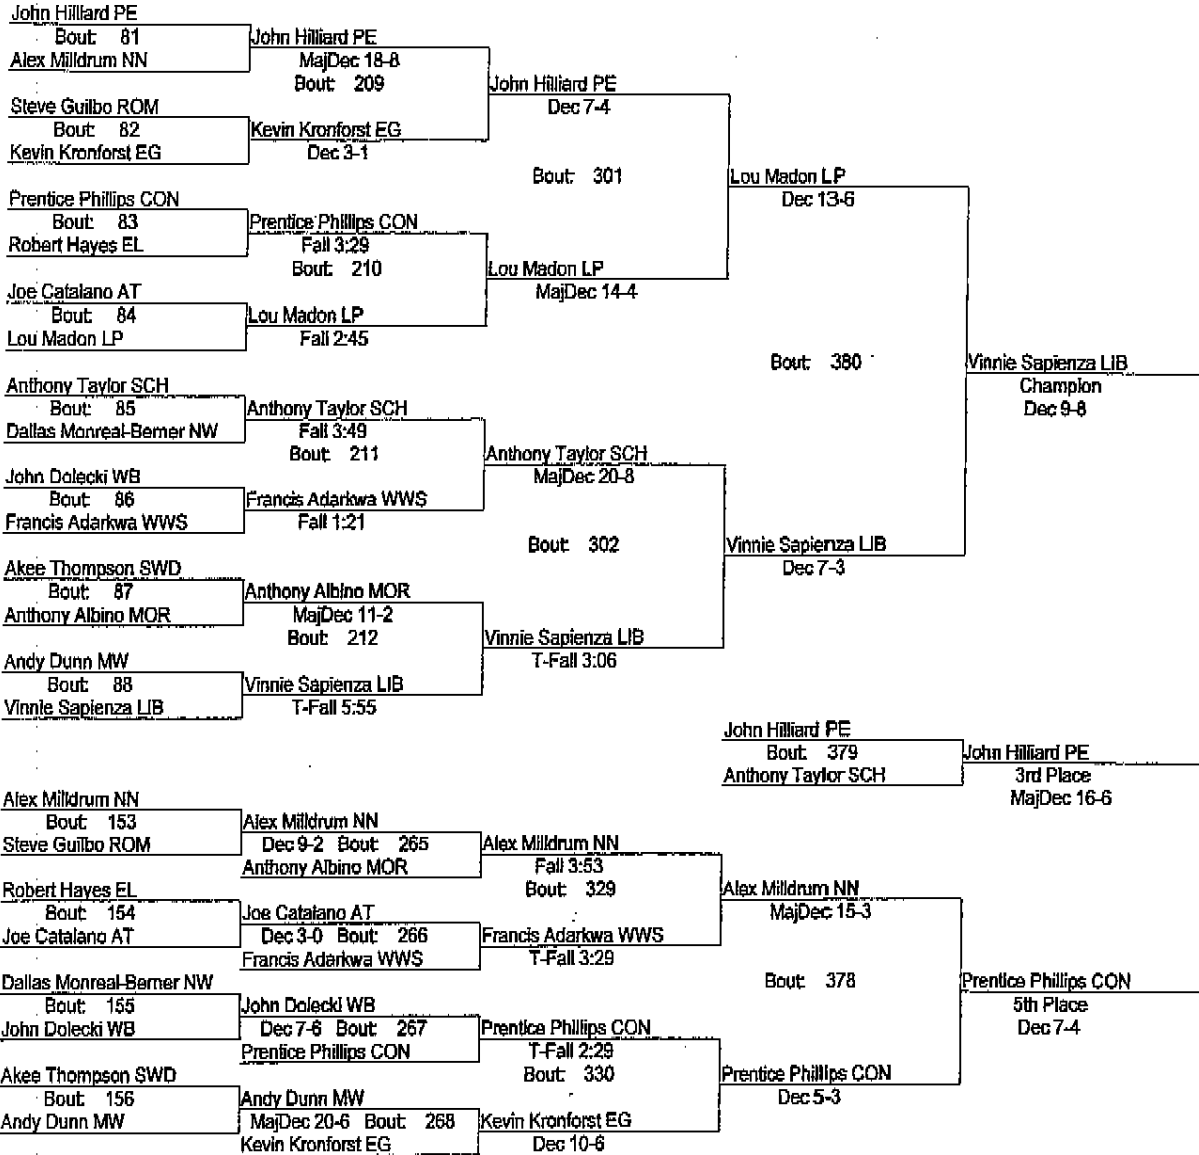 John Hilliard PE
Bout: 81
Alex Milldrum NN
John Hilliard PE
MajDec 18-8
Bout: 209
Steve Guilbo ROM
Bout: 82
Kevin Kronforst EG
Kevin Kronforst EG
Dec 3-1
John Hilliard PE
Dec 7-4
Bout: 301
Prentice Phillips CON
Bout: 83
Robert Hayes EL
Prentice Phillips CON
Fall 3:29
Bout: 210
Joe Catalano AT
Bout: 84
Lou Madon LP
Lou Madon LP
Fall 2:45
Lou Madon LP
MajDec 14-4
Lou Madon LP
Dec 13-6
Bout: 380
Anthony Taylor SCH
Bout: 85
Dallas Monreal-Berner NW
Anthony Taylor SCH
Fall 3:49
Bout: 211
John Dolecki WB
Bout: 86
Francis Adarkwa WWS
Francis Adarkwa WWS
Fall 1:21
Anthony Taylor SCH
MajDec 20-8
Bout: 302
Akee Thompson SWD
Bout: 87
Anthony Albino MOR
Anthony Albino MOR
MajDec 11-2
Bout: 212
Andy Dunn MW
Bout: 88
Vinnie Sapienza LIB
Vinnie Sapienza LIB
T-Fall 5:55
Vinnie Sapienza LIB
T-Fall 3:06
Vinnie Sapienza LIB
Dec 7-3
Vinnie Sapienza LIB
Champion
Dec 9-8
John Hilliard PE
Bout: 379
Anthony Taylor SCH
John Hilliard PE
3rd Place
MajDec 16-6
Alex Milldrum NN
Bout: 153
Steve Guilbo ROM
Alex Milldrum NN
Dec 9-2 Bout: 265
Anthony Albino MOR
Alex Milldrum NN
Fall 3:53
Bout: 329
Robert Hayes EL
Bout: 154
Joe Catalano AT
Joe Catalano AT
Dec 3-0 Bout: 266
Francis Adarkwa WWS
Francis Adarkwa WWS
T-Fall 3:29
Alex Milldrum NN
MajDec 15-3
Bout: 378
Dallas Monreal-Berner NW
Bout: 155
John Dolecki WB
John Dolecki WB
Dec 7-6 Bout: 267
Prentice Phillips CON
Prentice Phillips CON
T-Fall 2:29
Bout: 330
Akee Thompson SWD
Bout: 156
Andy Dunn MW
Andy Dunn MW
MajDec 20-6 Bout: 268
Kevin Kronforst EG
Kevin Kronforst EG
Dec 10-6
Prentice Phillips CON
Dec 5-3
Prentice Phillips CON
5th Place
Dec 7-4